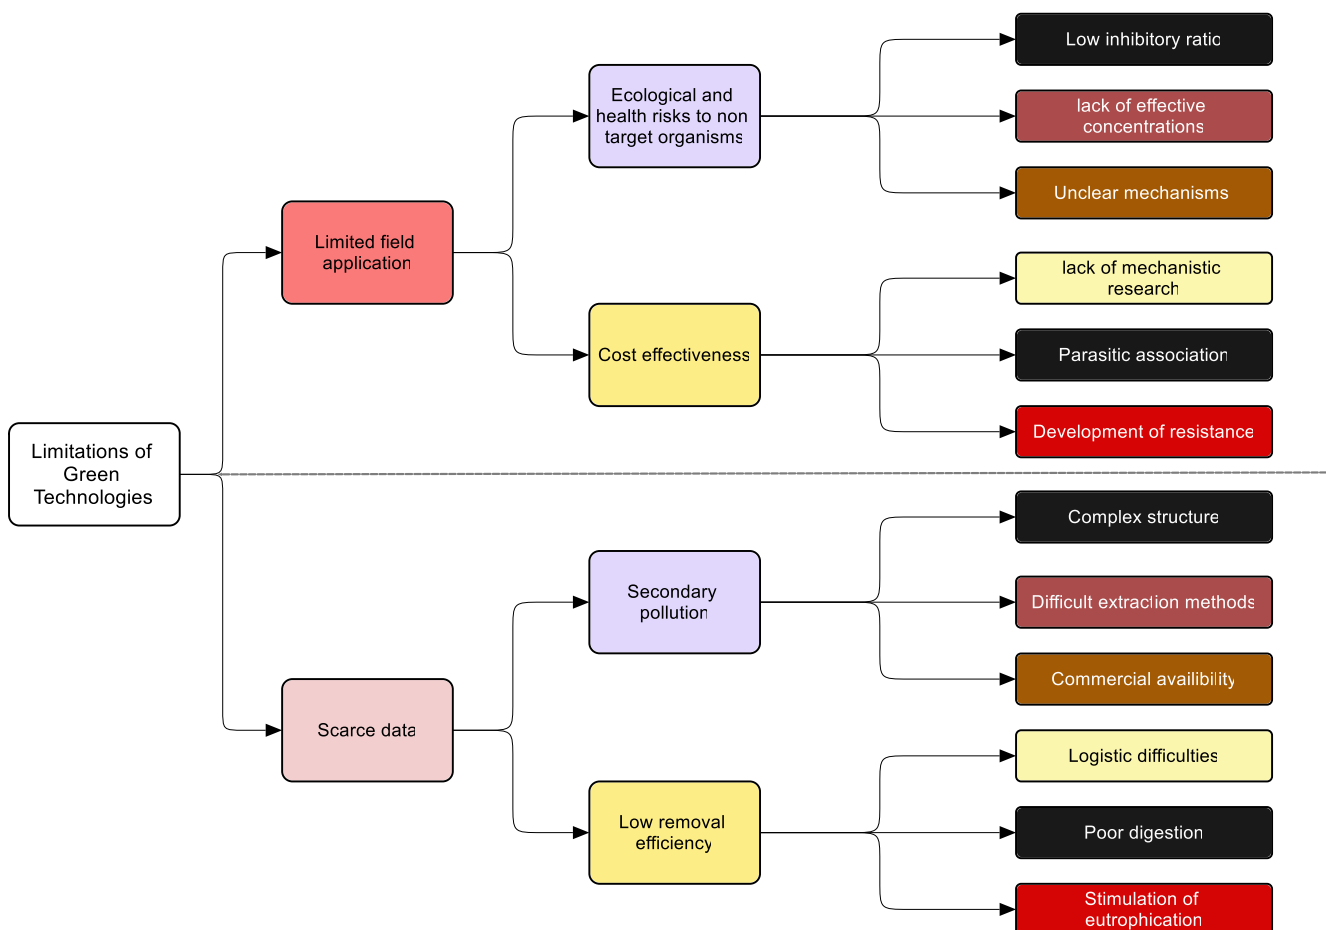 Limitations of
Green
Technologies
Limited field
application
Ecological and
health risks to non
target organisms
Low inhibitory ratio
lack of effective
concentrations
Unclear mechanisms
Cost effectiveness
lack of mechanistic
research
Parasitic association
Development of resistance
Scarce data
Secondary
pollution
Complex structure
Difficult extraction methods
Commercial availibility
Low removal
efficiency
Logistic difficulties
Poor digestion
Stimulation of
eutrophication